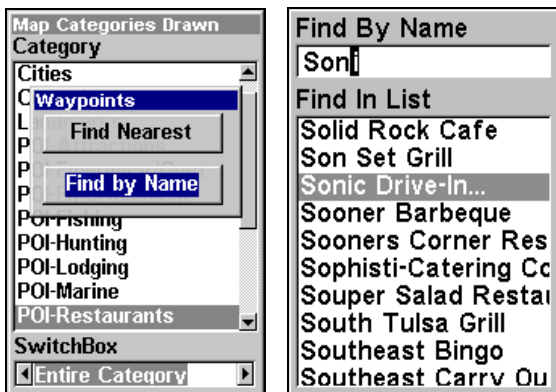 Map Categories Drawn
Category
Cities
Waypoints
Find Nearest
Find by Name
POI-Fishing
POI-Hunting
POI-Lodging
POI-Marine
POI-Restaurants
SwitchBox
Entire Category
Find By Name
Soni
Find In List
Solid Rock Cafe
Son Set Grill
Sonic Drive-In...
Sooner Barbeque
Sooners Corner Res
Sophisti-Catering Co
Souper Salad Restau
South Tulsa Grill
Southeast Bingo
Southeast Carry Ou